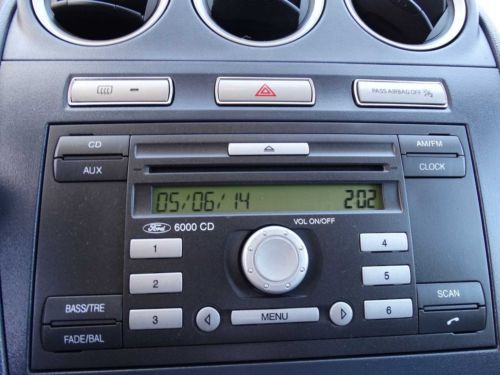 PASS AIRBAG OFF
CD
AM/FM
AUX
CLOCK
05/06/14 202
Ford 6000 CD
VOL ON/OFF
1
4
2
5
3
6
BASS/TRE
SCAN
FADE/BAL
MENU